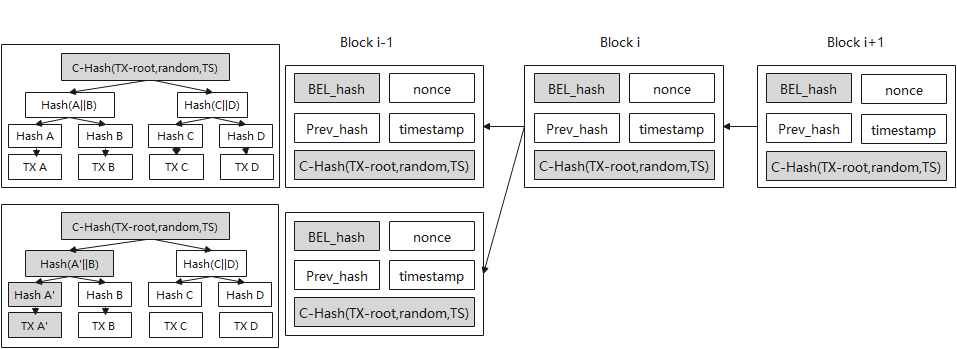 Block i-1
Block i
Block i+1
C-Hash(TX-root,random,TS)
Hash(A||B)
Hash(C||D)
Hash A
Hash B
Hash C
Hash D
TX A
TX B
TX C
TX D
BEL_hash
nonce
Prev_hash
timestamp
C-Hash(TX-root,random,TS)
BEL_hash
nonce
Prev_hash
timestamp
C-Hash(TX-root,random,TS)
BEL_hash
nonce
Prev_hash
timestamp
C-Hash(TX-root,random,TS)
C-Hash(TX-root,random,TS)
Hash(A'||B)
Hash(C||D)
Hash A'
Hash B
Hash C
Hash D
TX A'
TX B
TX C
TX D
BEL_hash
nonce
Prev_hash
timestamp
C-Hash(TX-root,random,TS)